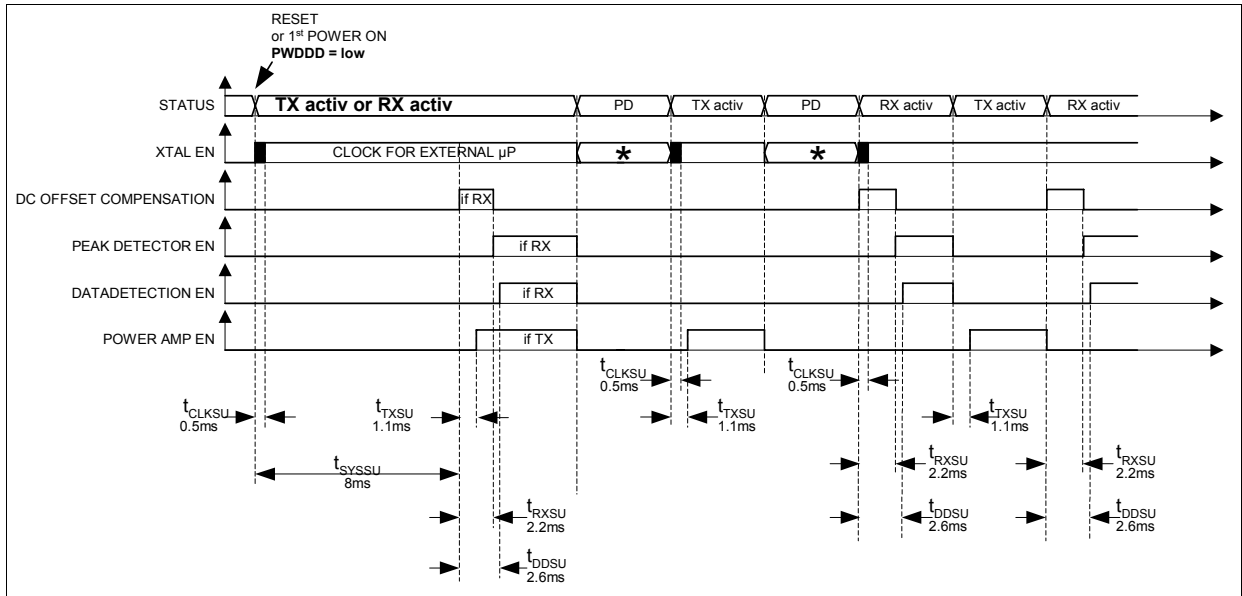 RESET
or 1st POWER ON
PWDDD = low
STATUS
TX activ or RX activ
PD
TX activ
PD
RX activ
TX activ
RX activ
XTAL EN
CLOCK FOR EXTERNAL µP
*
*
DC OFFSET COMPENSATION
if RX
PEAK DETECTOR EN
if RX
DATADETECTION EN
if RX
POWER AMP EN
if TX
tCLKSU
0.5ms
tCLKSU
0.5ms
tCLKSU
0.5ms
tTXSU
1.1ms
tTXSU
1.1ms
tTXSU
1.1ms
tSYSSU
8ms
tRXSU
2.2ms
tRXSU
2.2ms
tRXSU
2.2ms
tDDSU
2.6ms
tDDSU
2.6ms
tDDSU
2.6ms